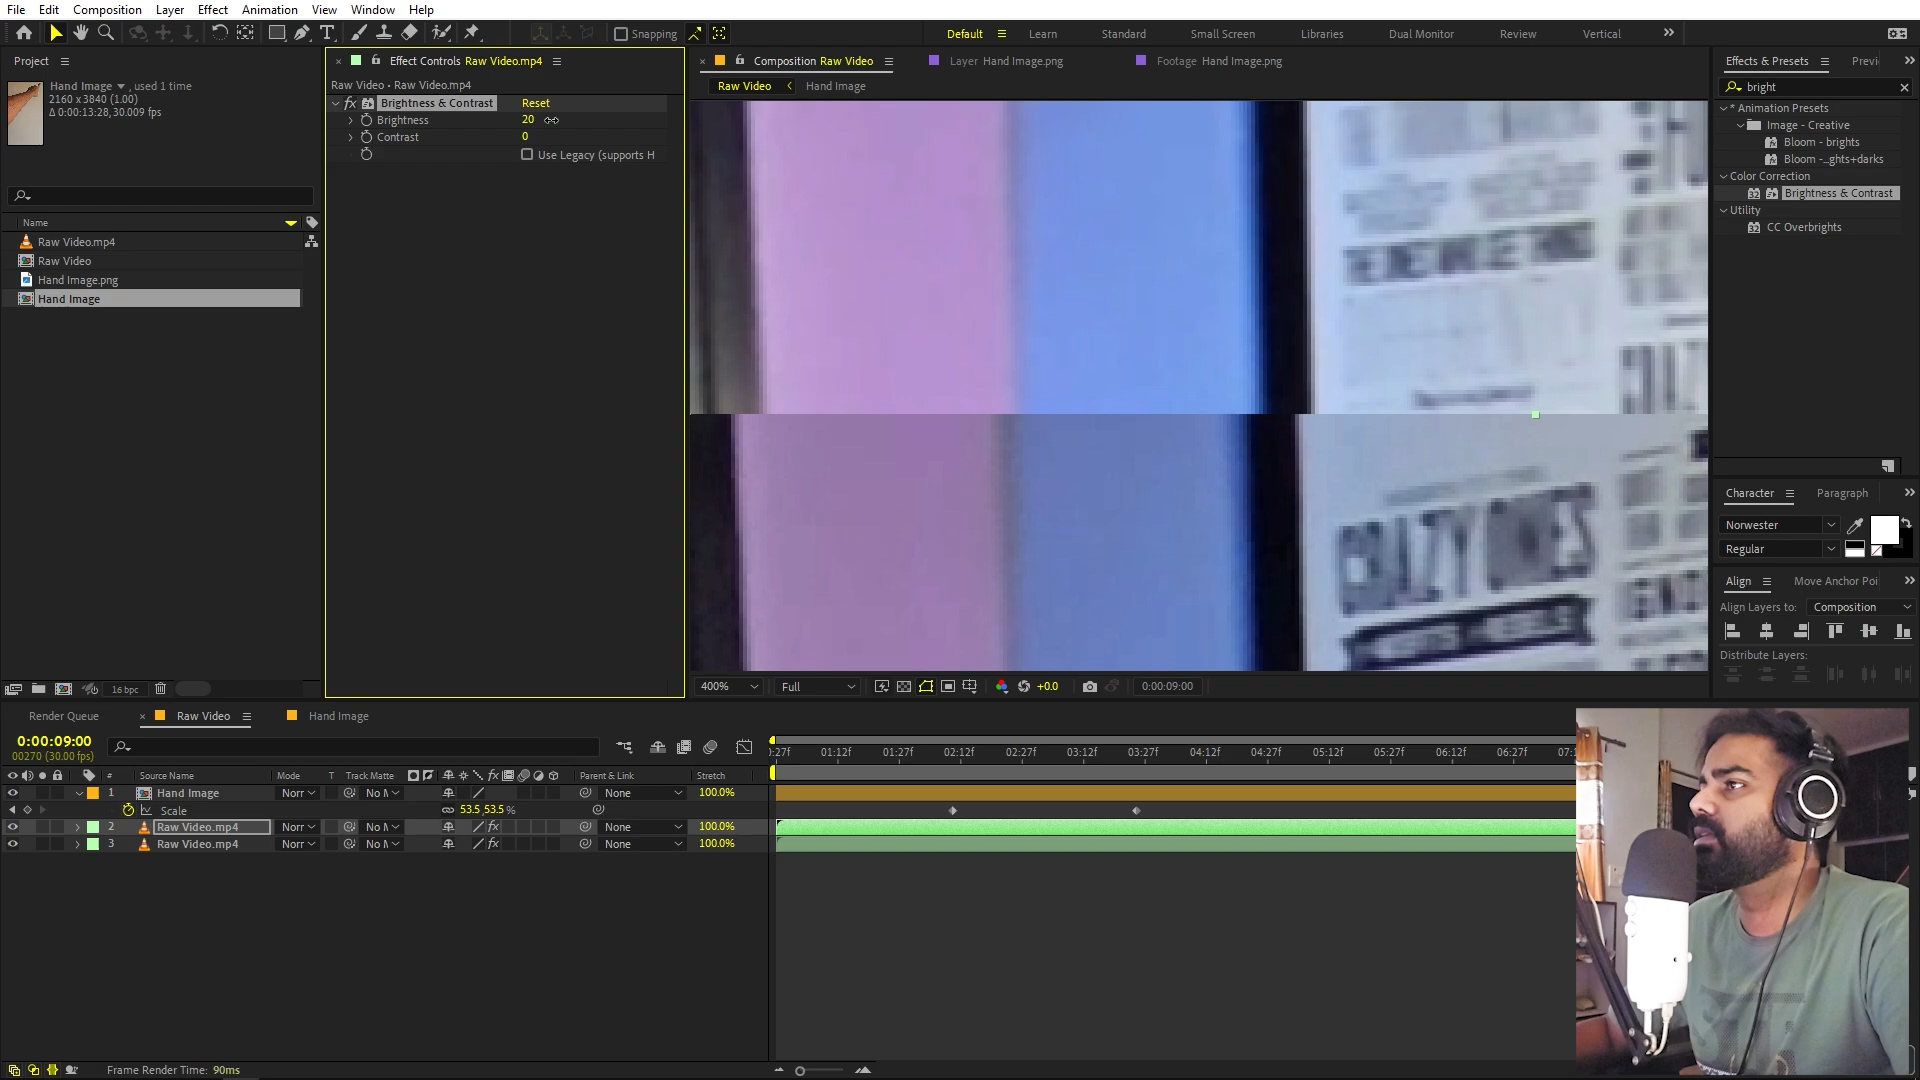 File Edit Composition Layer Effect Animation View Window Help
Snapping
Default Learn Standard Small Screen Libraries Dual Monitor Review Vertical
Project
Hand Image , used 1 time
2160 x 3840 (1.00)
Δ 0:00:13:28, 30.009 fps
Name
Raw Video.mp4
Raw Video
Hand Image.png
Hand Image
16 bpc
Effect Controls Raw Video.mp4
Raw Video • Raw Video.mp4
fx Brightness & Contrast Reset
Brightness 20
Contrast 0
Use Legacy (supports H
Composition Raw Video Layer Hand Image.png Footage Hand Image.png
Raw Video Hand Image
400% Full +0.0 0:00:09:00
Effects & Presets Previ
bright
* Animation Presets
Image - Creative
Bloom - brights
Bloom -...ghts+darks
Color Correction
32 Brightness & Contrast
Utility
32 CC Overbrights
Character Paragraph
Norwester
Regular
Align Move Anchor Poi
Align Layers to: Composition
Distribute Layers:
Render Queue Raw Video Hand Image
0:00:09:00
00270 (30.00 fps)
:27f 01:12f 01:27f 02:12f 02:27f 03:12f 03:27f 04:12f 04:27f 05:12f 05:27f 06:12f 06:27f 07:1
# Source Name Mode T Track Matte fx Parent & Link Stretch
1 Hand Image Norr No M None 100.0%
Scale 53.5, 53.5 %
2 Raw Video.mp4 Norr No M fx None 100.0%
3 Raw Video.mp4 Norr No M fx None 100.0%
Frame Render Time: 90ms